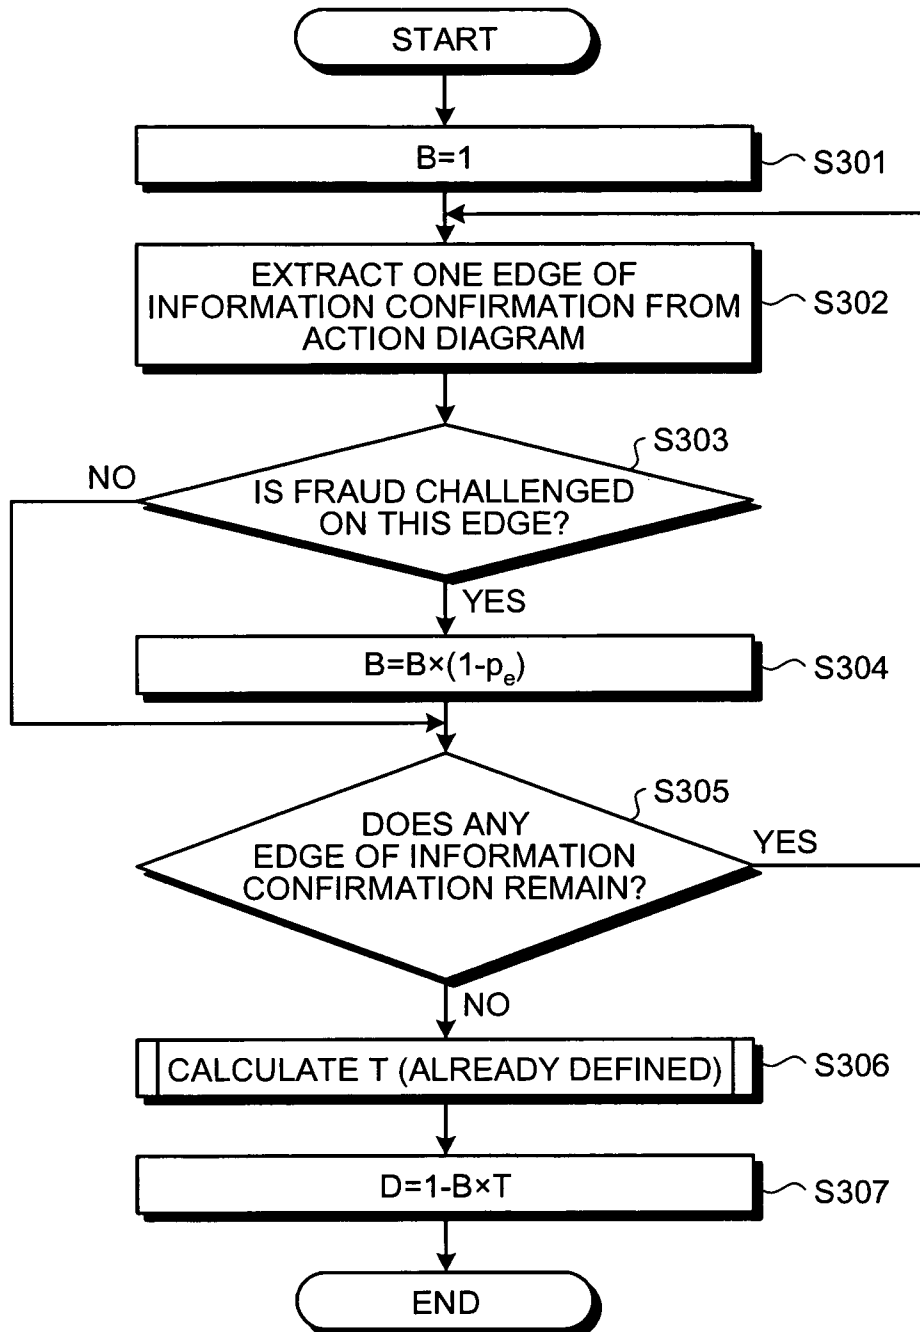 START
B=1
S301
EXTRACT ONE EDGE OF
INFORMATION CONFIRMATION FROM
ACTION DIAGRAM
S302
S303
NO
IS FRAUD CHALLENGED
ON THIS EDGE?
YES
B=B×(1-pₑ)
S304
S305
DOES ANY
EDGE OF INFORMATION
CONFIRMATION REMAIN?
YES
NO
CALCULATE T (ALREADY DEFINED)
S306
D=1-B×T
S307
END